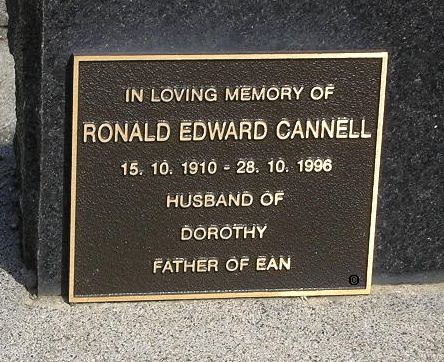 IN LOVING MEMORY OF
RONALD EDWARD CANNELL
15. 10. 1910 - 28. 10. 1996
HUSBAND OF
DOROTHY
FATHER OF EAN